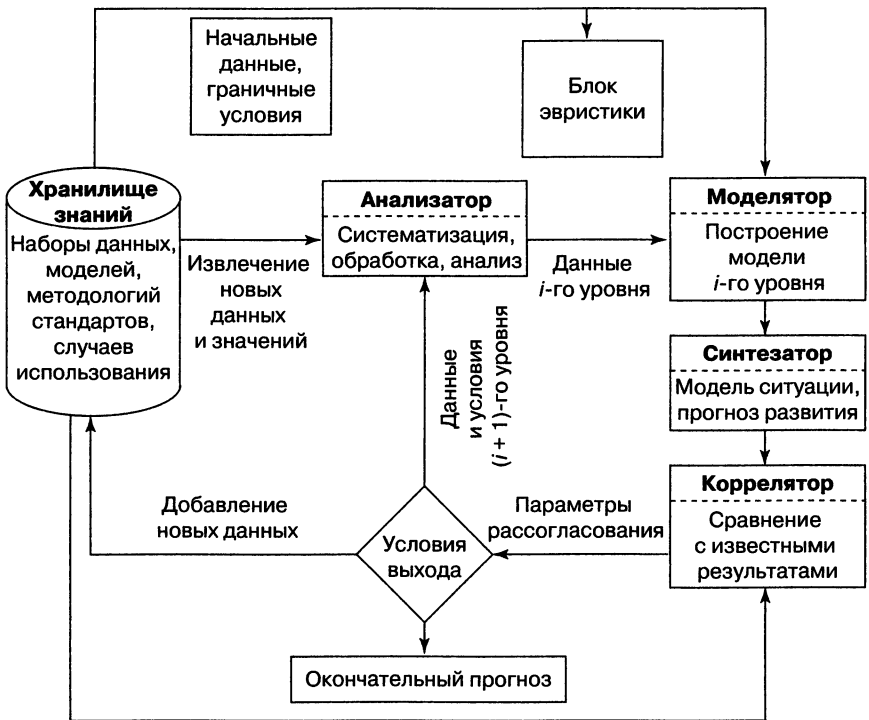 Начальные
данные,
граничные
условия
Блок
эвристики
Хранилище
знаний
Наборы данных,
моделей,
методологий
стандартов,
случаев
использования
Извлечение
новых
данных
и значений
Анализатор
Систематизация,
обработка, анализ
Данные
i-го уровня
Моделятор
Построение
модели
i-го уровня
Синтезатор
Модель ситуации,
прогноз развития
Коррелятор
Сравнение
с известными
результатами
Параметры
рассогласования
Данные
и условия
(i + 1)-го уровня
Условия
выхода
Добавление
новых данных
Окончательный прогноз